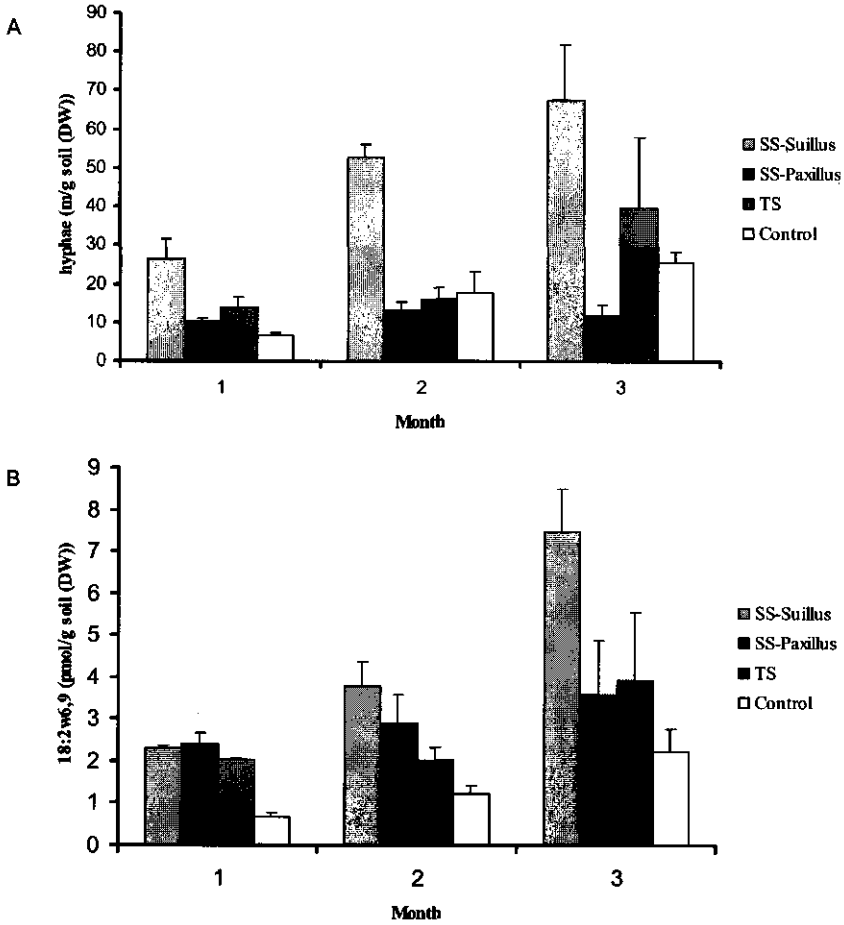 A
90
80
70
60
50
40
30
20
10
0
hyphae (m/g soil (DW))
1 2 3
Month
SS-Suillus
SS-Paxillus
TS
Control
B
9
8
7
6
5
4
3
2
1
0
18:2w6,9 (pmol/g soil (DW))
1 2 3
Month
SS-Suillus
SS-Paxillus
TS
Control